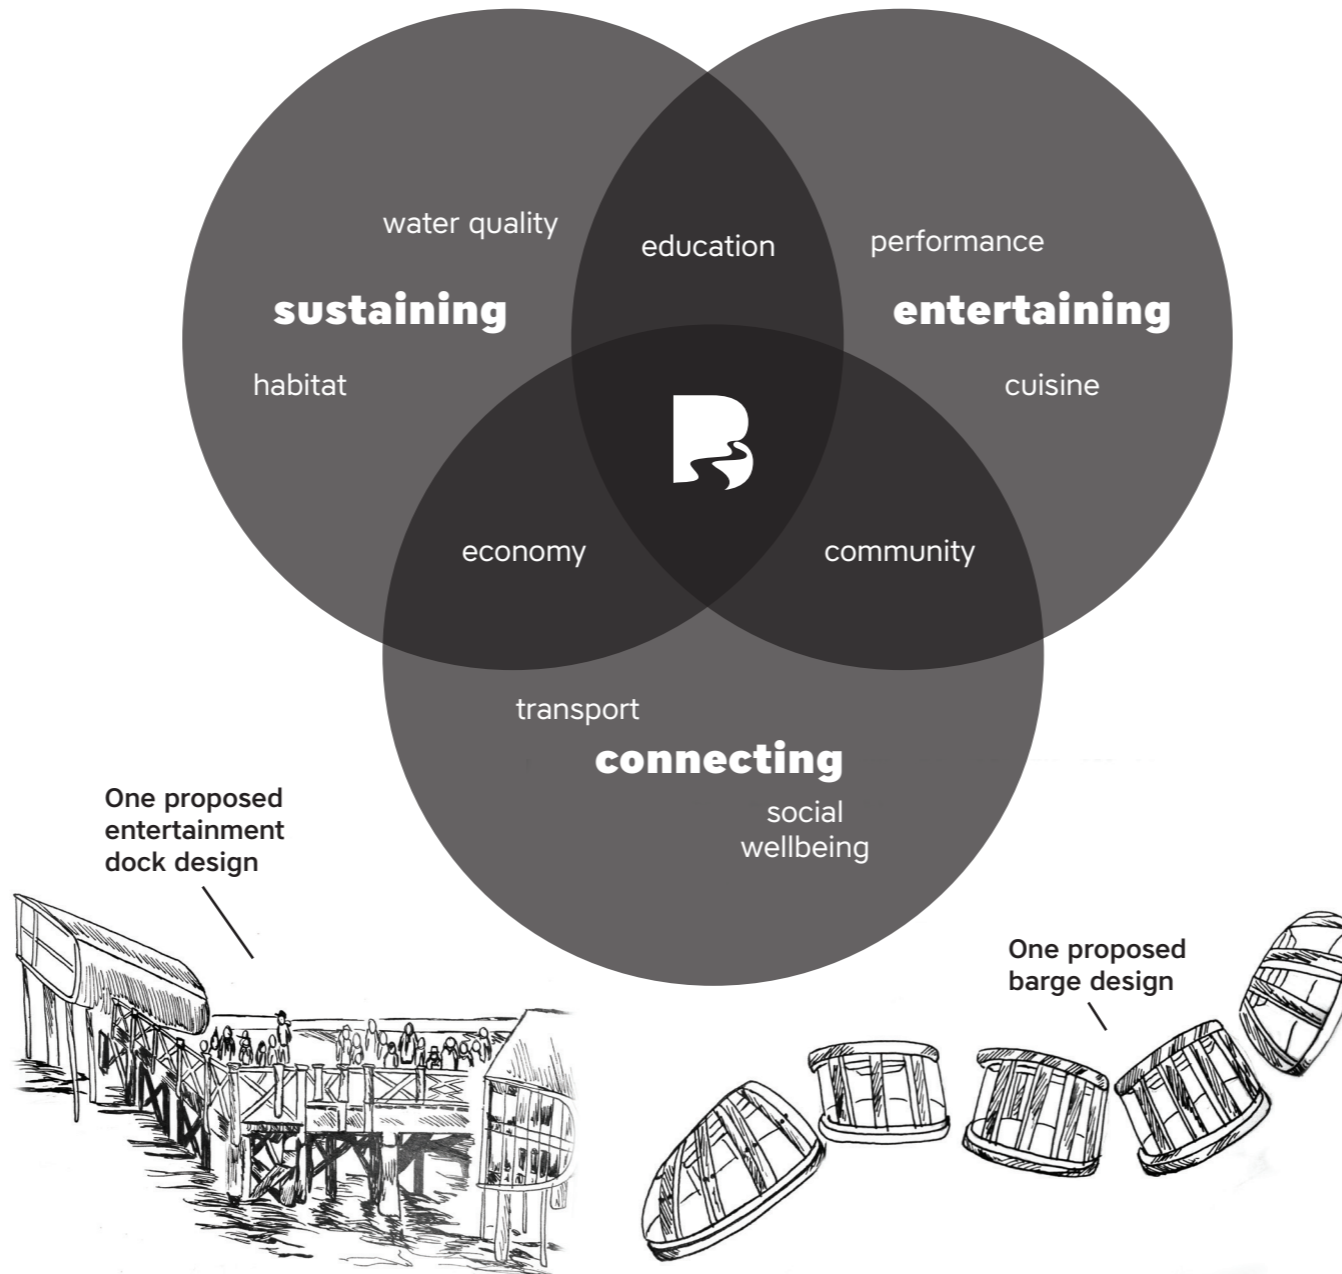 water quality
education
performance
sustaining
entertaining
habitat
cuisine
B
economy
community
transport
connecting
social
wellbeing
One proposed
entertainment
dock design
One proposed
barge design